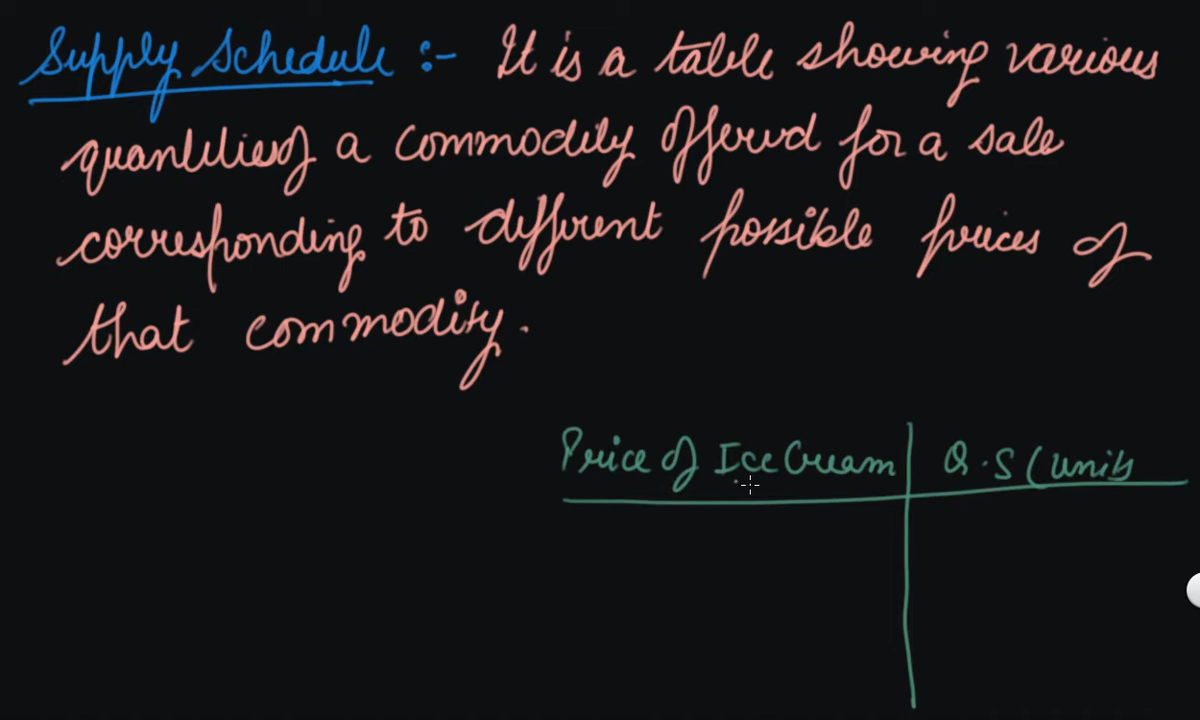 Supply Schedule :- It is a table showing various
quantities of a commodity offered for a sale
corresponding to different possible prices of
that commodity.
Price of Ice Cream Q.S (units